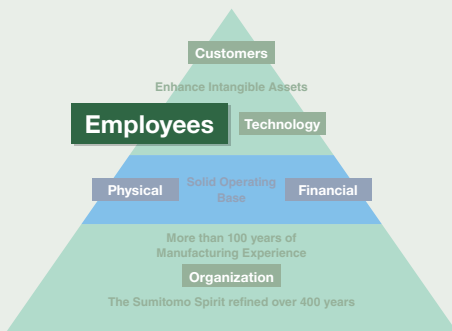 Customers
Enhance Intangible Assets
Employees
Technology
Physical
Solid Operating
Base
Financial
More than 100 years of
Manufacturing Experience
Organization
The Sumitomo Spirit refined over 400 years